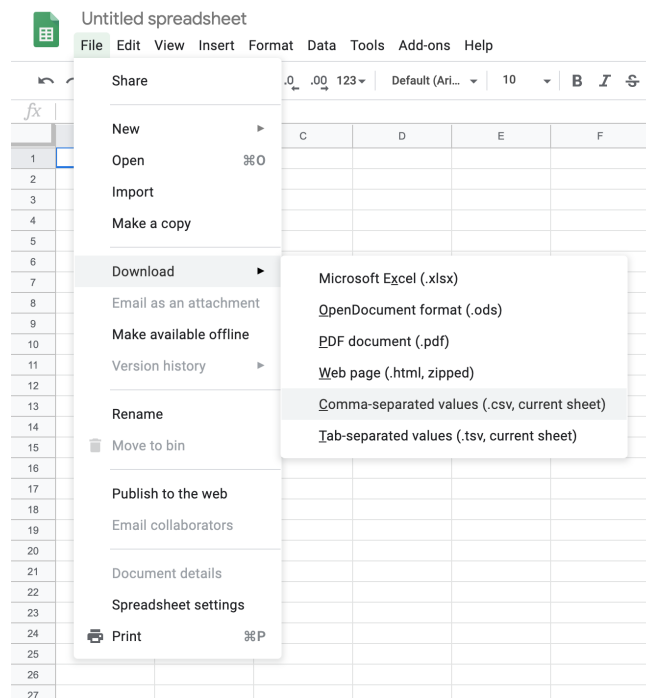 Untitled spreadsheet
File Edit View Insert Format Data Tools Add-ons Help
.0 .00 123 Default (Ari... 10 B I S
fx
Share
New
Open ⌘O
Import
Make a copy
Download
Email as an attachment
Make available offline
Version history
Rename
Move to bin
Publish to the web
Email collaborators
Document details
Spreadsheet settings
Print ⌘P
Microsoft Excel (.xlsx)
OpenDocument format (.ods)
PDF document (.pdf)
Web page (.html, zipped)
Comma-separated values (.csv, current sheet)
Tab-separated values (.tsv, current sheet)
C D E F
1
2
3
4
5
6
7
8
9
10
11
12
13
14
15
16
17
18
19
20
21
22
23
24
25
26
27